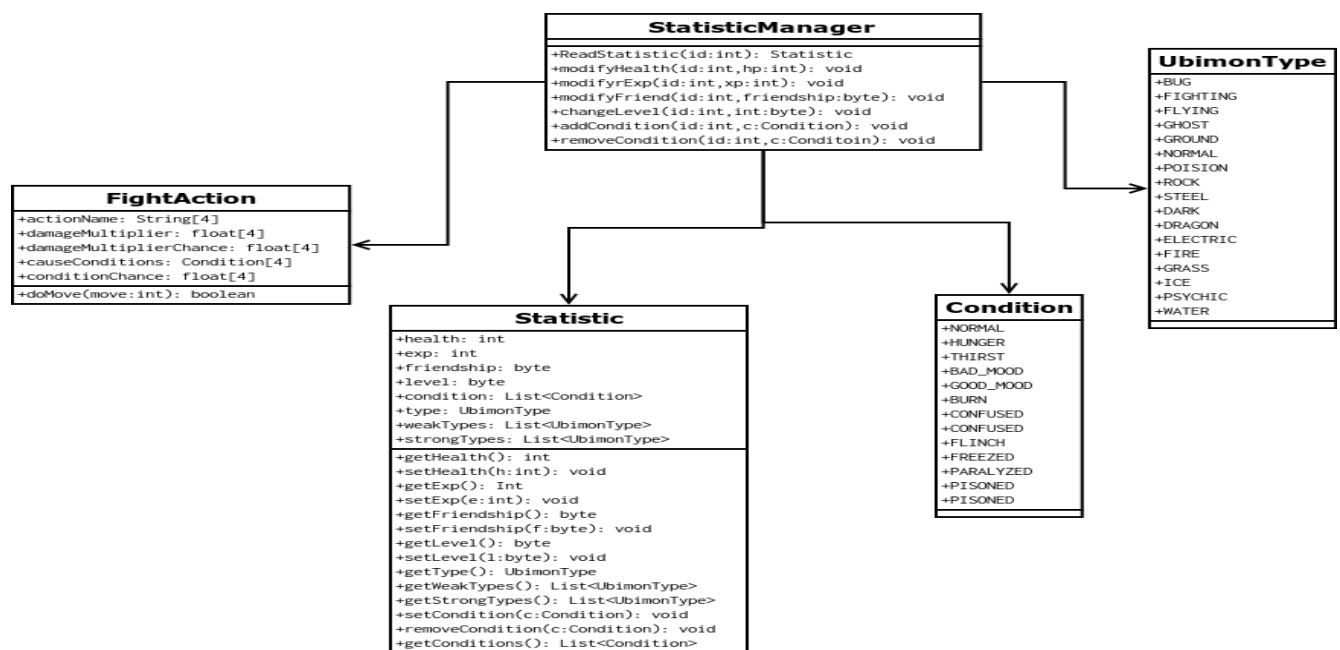 StatisticManager
+ReadStatistic(id:int): Statistic
+modifyHealth(id:int,hp:int): void
+modifyrExp(id:int,xp:int): void
+modifyFriend(id:int,friendship:byte): void
+changeLevel(id:int,int:byte): void
+addCondition(id:int,c:Condition): void
+removeCondition(id:int,c:Conditoin): void
UbimonType
+BUG
+FIGHTING
+FLYING
+GHOST
+GROUND
+NORMAL
+POISION
+ROCK
+STEEL
+DARK
+DRAGON
+ELECTRIC
+FIRE
+GRASS
+ICE
+PSYCHIC
+WATER
FightAction
+actionName: String[4]
+damageMultiplier: float[4]
+damageMultiplierChance: float[4]
+causeConditions: Condition[4]
+conditionChance: float[4]
+doMove(move:int): boolean
Statistic
+health: int
+exp: int
+friendship: byte
+level: byte
+condition: List<Condition>
+type: UbimonType
+weakTypes: List<UbimonType>
+strongTypes: List<UbimonType>
+getHealth(): int
+setHealth(h:int): void
+getExp(): Int
+setExp(e:int): void
+getFriendship(): byte
+setFriendship(f:byte): void
+getLevel(): byte
+setLevel(l:byte): void
+getType(): UbimonType
+getWeakTypes(): List<UbimonType>
+getStrongTypes(): List<UbimonType>
+setCondition(c:Condition): void
+removeCondition(c:Condition): void
+getConditions(): List<Condition>
Condition
+NORMAL
+HUNGER
+THIRST
+BAD_MOOD
+GOOD_MOOD
+BURN
+CONFUSED
+CONFUSED
+FLINCH
+FREEZED
+PARALYZED
+PISONED
+PISONED